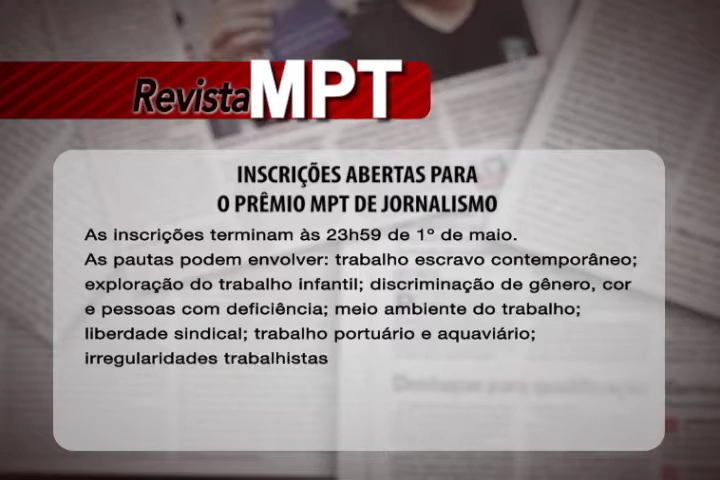 Revista MPT
INSCRIÇÕES ABERTAS PARA
O PRÊMIO MPT DE JORNALISMO
As inscrições terminam às 23h59 de 1º de maio.
As pautas podem envolver: trabalho escravo contemporâneo;
exploração do trabalho infantil; discriminação de gênero, cor
e pessoas com deficiência; meio ambiente do trabalho;
liberdade sindical; trabalho portuário e aquaviário;
irregularidades trabalhistas